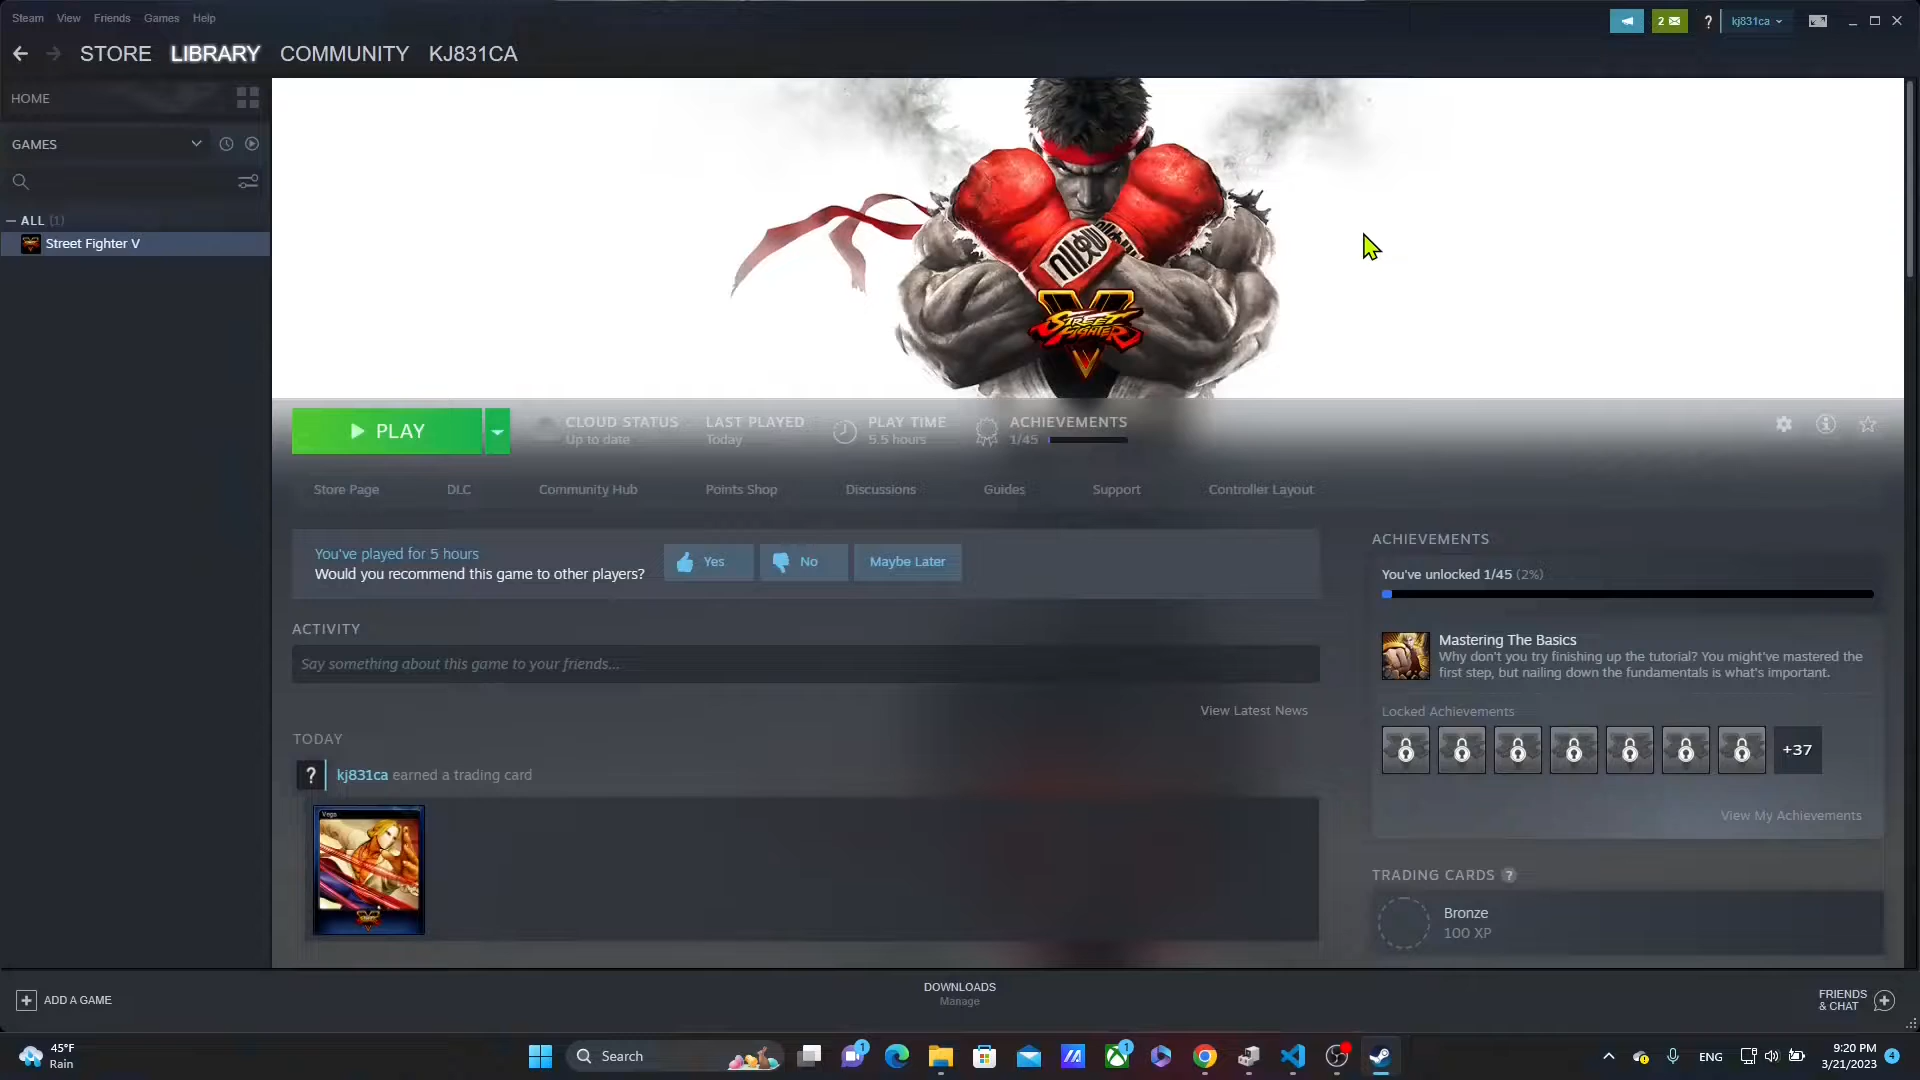 Steam View Friends Games Help
2
?
kj831ca
STORE LIBRARY COMMUNITY KJ831CA
HOME
GAMES
— ALL (1)
Street Fighter V
STREET
FIGHTER
V
PLAY
CLOUD STATUS
Up to date
LAST PLAYED
Today
PLAY TIME
5.5 hours
ACHIEVEMENTS
1/45
Store Page DLC Community Hub Points Shop Discussions Guides Support Controller Layout
You've played for 5 hours
Would you recommend this game to other players?
Yes
No
Maybe Later
ACTIVITY
Say something about this game to your friends...
View Latest News
TODAY
? kj831ca earned a trading card
Vega
ACHIEVEMENTS
You've unlocked 1/45 (2%)
Mastering The Basics
Why don't you try finishing up the tutorial? You might've mastered the
first step, but nailing down the fundamentals is what's important.
Locked Achievements
+37
View My Achievements
TRADING CARDS ?
Bronze
100 XP
+ ADD A GAME
DOWNLOADS
Manage
FRIENDS
& CHAT
45°F
Rain
Search
1
1
ENG
9:20 PM
3/21/2023
4